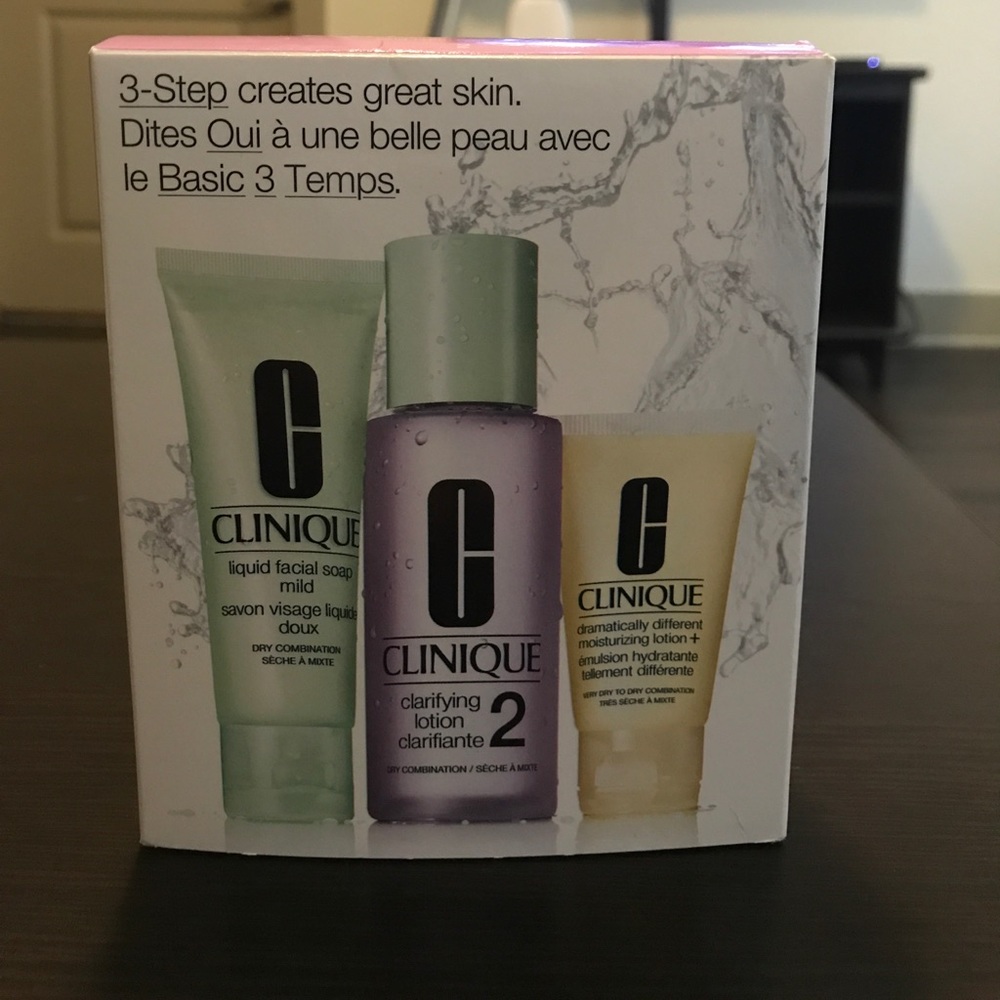 3-Step creates great skin.
Dites Oui à une belle peau avec
le Basic 3 Temps.
C
CLINIQUE
liquid facial soap
mild
savon visage liquide
doux
DRY COMBINATION
SÈCHE À MIXTE
C
CLINIQUE
clarifying
lotion
clarifiante 2
DRY COMBINATION / SÈCHE À MIXTE
C
CLINIQUE
dramatically different
moisturizing lotion+
émulsion hydratante
tellement différente
VERY DRY TO DRY COMBINATION
TRÈS SÈCHE À MIXTE